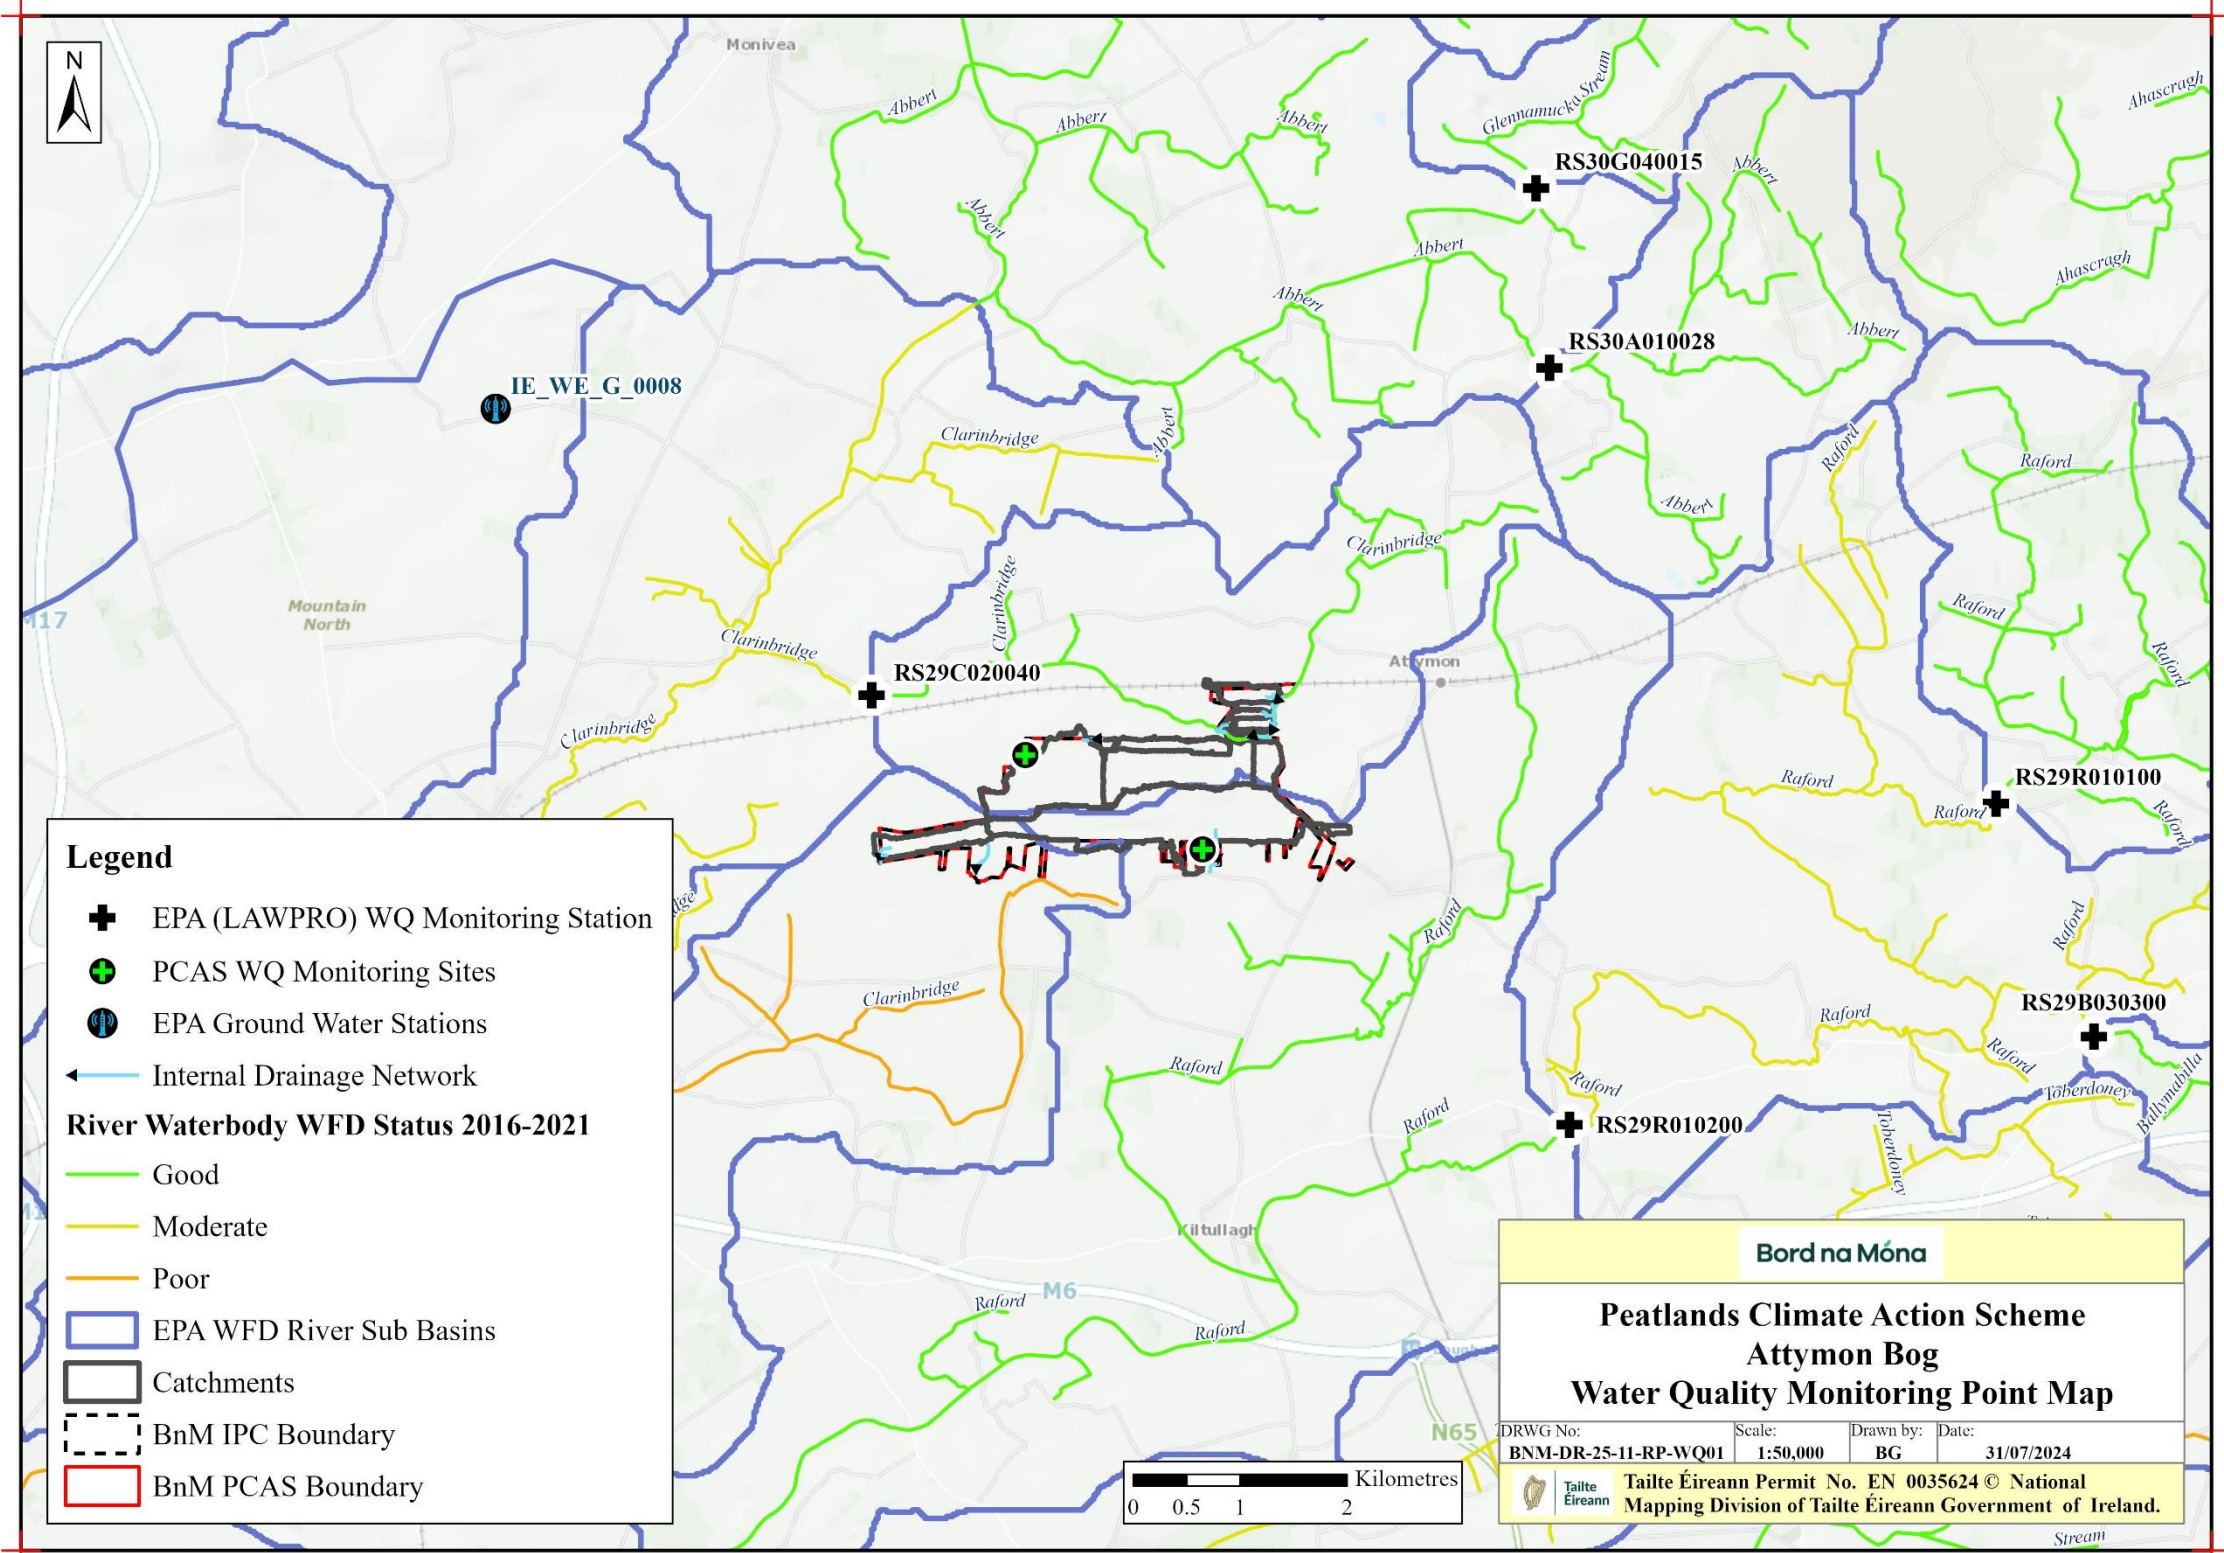 N
Monivea
Abbert
Abbert
Abbert
Glennamucka Stream
Ahascragh
RS30G040015
Abbert
Abbert
Abbert
Ahascragh
Abbert
RS30A010028
Abbert
IE_WE_G_0008
Clarinbridge
Abbert
Raford
Raford
Abbert
Clarinbridge
Clarinbridge
Mountain
North
M17
Raford
Clarinbridge
Raford
RS29C020040
Attymon
Clarinbridge
RS29R010100
Raford
Raford
Raford
Raford
Raford
Clarinbridge
RS29B030300
Raford
Raford
Raford
Raford
Toberdoney
Ballymabilla
Raford
RS29R010200
Toberdoney
Kiltullagh
M6
Raford
Raford
N65
Stream
Legend
EPA (LAWPRO) WQ Monitoring Station
PCAS WQ Monitoring Sites
EPA Ground Water Stations
Internal Drainage Network
River Waterbody WFD Status 2016-2021
Good
Moderate
Poor
EPA WFD River Sub Basins
Catchments
BnM IPC Boundary
BnM PCAS Boundary
Kilometres
0 0.5 1 2
Bord na Móna
Peatlands Climate Action Scheme
Attymon Bog
Water Quality Monitoring Point Map
DRWG No: Scale: Drawn by: Date:
BNM-DR-25-11-RP-WQ01 1:50,000 BG 31/07/2024
Tailte
Éireann
Tailte Éireann Permit No. EN 0035624 © National
Mapping Division of Tailte Éireann Government of Ireland.